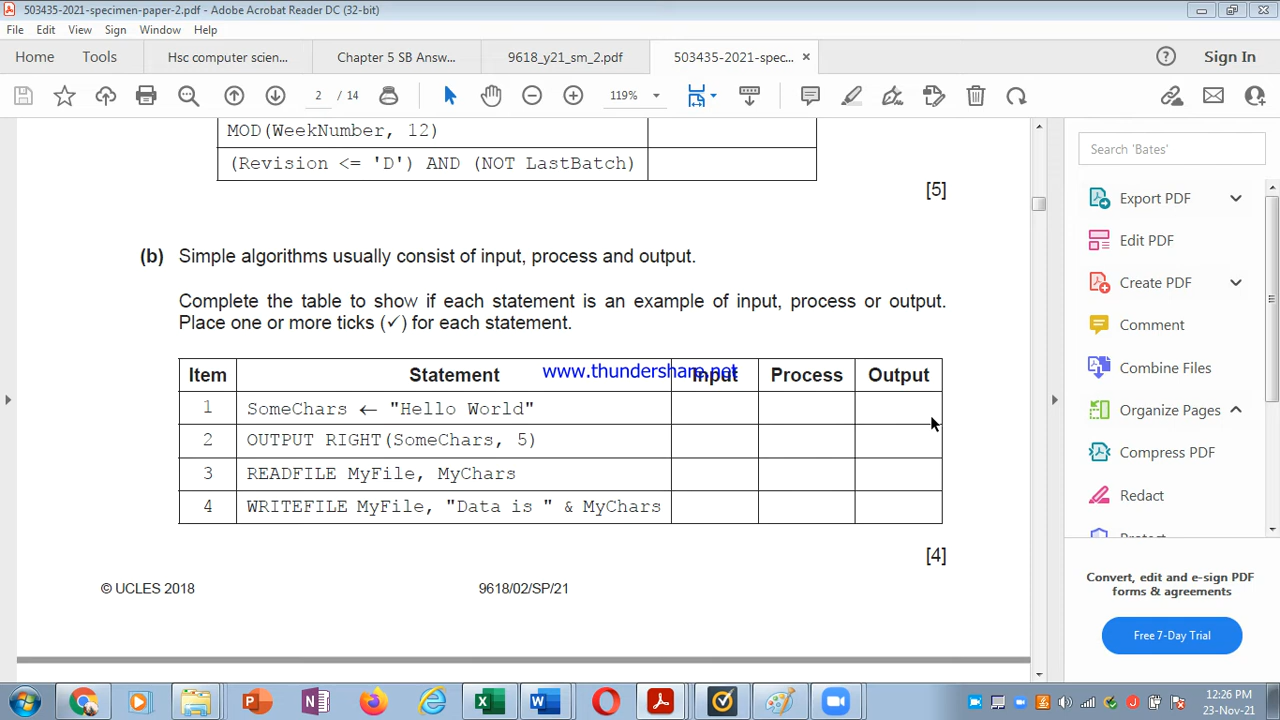 503435-2021-specimen-paper-2.pdf - Adobe Acrobat Reader DC (32-bit)
File Edit View Sign Window Help
Home Tools Hsc computer scien... Chapter 5 SB Answ... 9618_y21_sm_2.pdf 503435-2021-spec... × Sign In
2 / 14 119%
MOD(WeekNumber, 12)
(Revision <= 'D') AND (NOT LastBatch)
[5]
(b) Simple algorithms usually consist of input, process and output.
Complete the table to show if each statement is an example of input, process or output.
Place one or more ticks (✓) for each statement.
www.thundershare.net
Item Statement Input Process Output
1 SomeChars ← "Hello World"
2 OUTPUT RIGHT(SomeChars, 5)
3 READFILE MyFile, MyChars
4 WRITEFILE MyFile, "Data is " & MyChars
[4]
© UCLES 2018 9618/02/SP/21
Search 'Bates'
Export PDF
Edit PDF
Create PDF
Comment
Combine Files
Organize Pages
Compress PDF
Redact
Convert, edit and e-sign PDF
forms & agreements
Free 7-Day Trial
12:26 PM
23-Nov-21